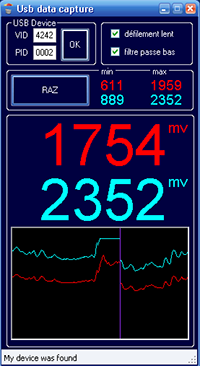 Usb data capture
USB Device
VID 4242
PID 0002
OK
défilement lent
filtre passe bas
RAZ
min max
611 1959
889 2352
1754 mv
2352 mv
My device was found